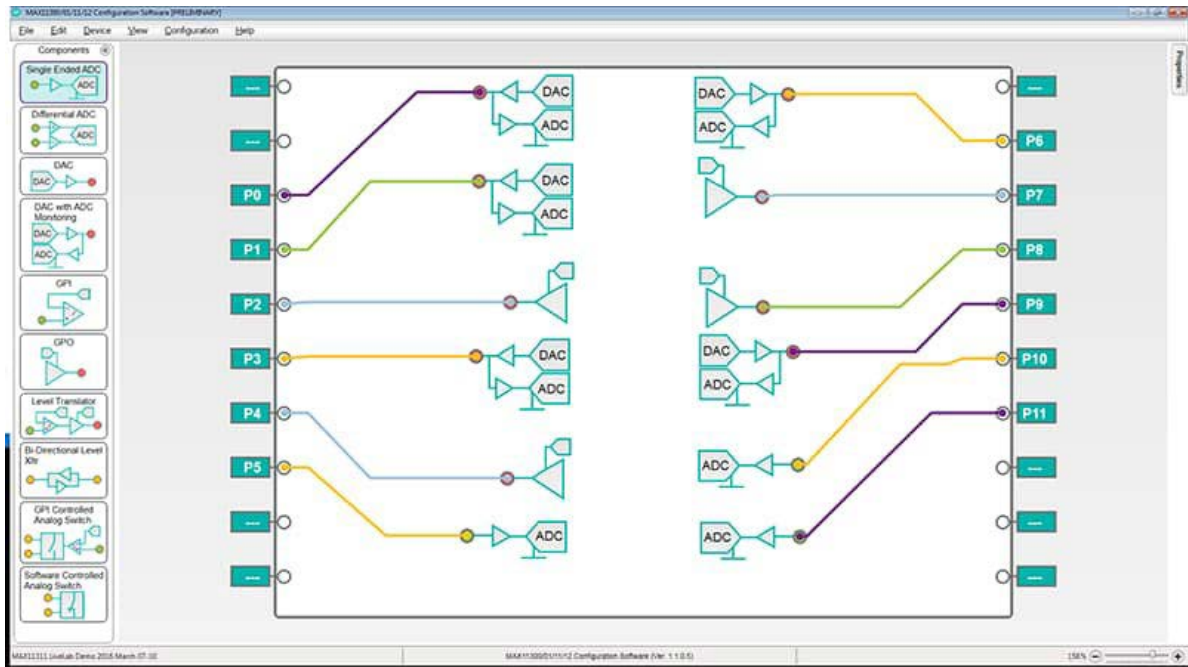 MAX11300/01/11/12 Configuration Software [PRELIMINARY]
File Edit Device View Configuration Help
Components
Single Ended ADC
ADC
Differential ADC
ADC
DAC
DAC
DAC with ADC
Monitoring
DAC
ADC
GPI
GPO
Level Translator
Bi-Directional Level
Xltr
GPI Controlled
Analog Switch
Software Controlled
Analog Switch
---
---
P0
P1
P2
P3
P4
P5
---
---
DAC
ADC
DAC
ADC
DAC
ADC
ADC
DAC
ADC
DAC
ADC
ADC
ADC
---
P6
P7
P8
P9
P10
P11
---
---
---
Properties
MAX11311 LiveLab Demo 2016 March 07-10
MAX11300/01/11/12 Configuration Software (Ver. 1.1.0.5)
158%